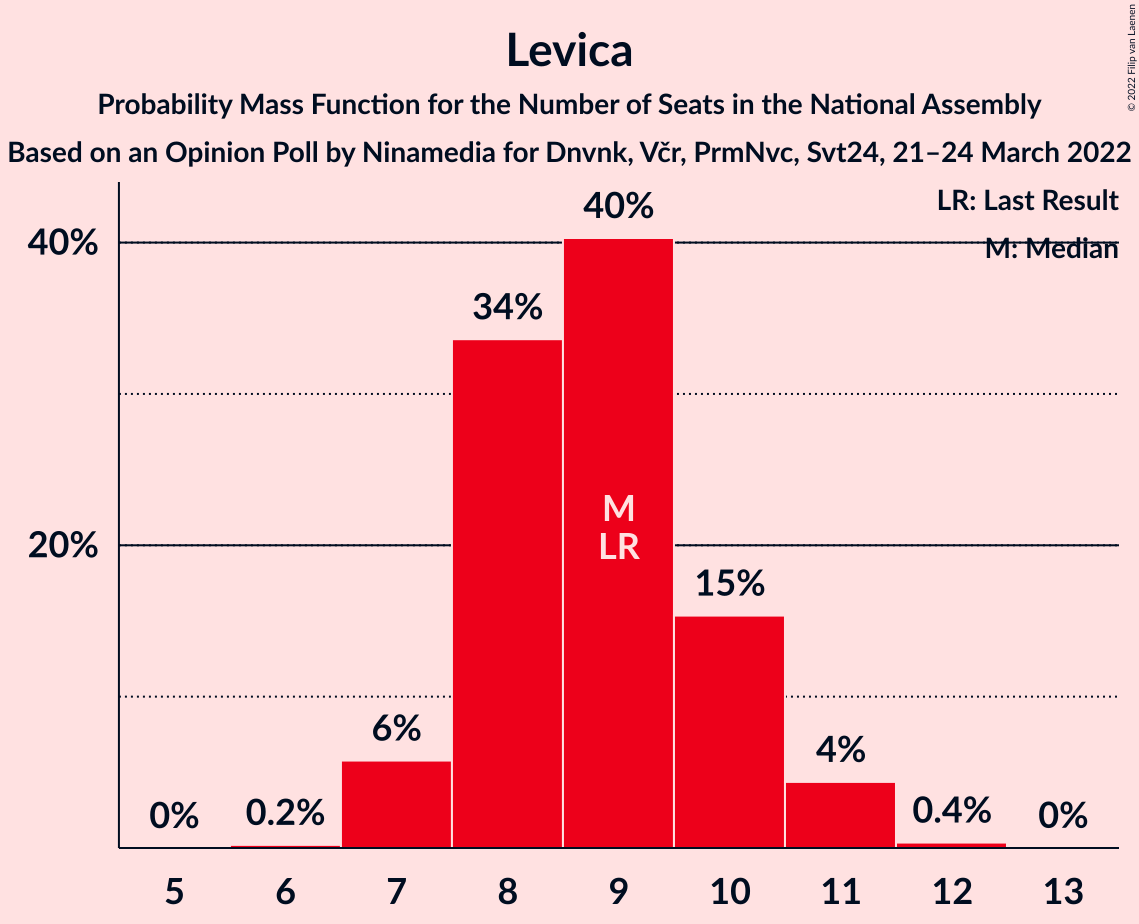 Levica
Probability Mass Function for the Number of Seats in the National Assembly
Based on an Opinion Poll by Ninamedia for Dnvnk, Včr, PrmNvc, Svt24, 21–24 March 2022
© 2022 Filip van Laenen
LR: Last Result
M: Median
40%
20%
0%
0.2%
6%
34%
40%
15%
4%
0.4%
0%
M
LR
5 6 7 8 9 10 11 12 13